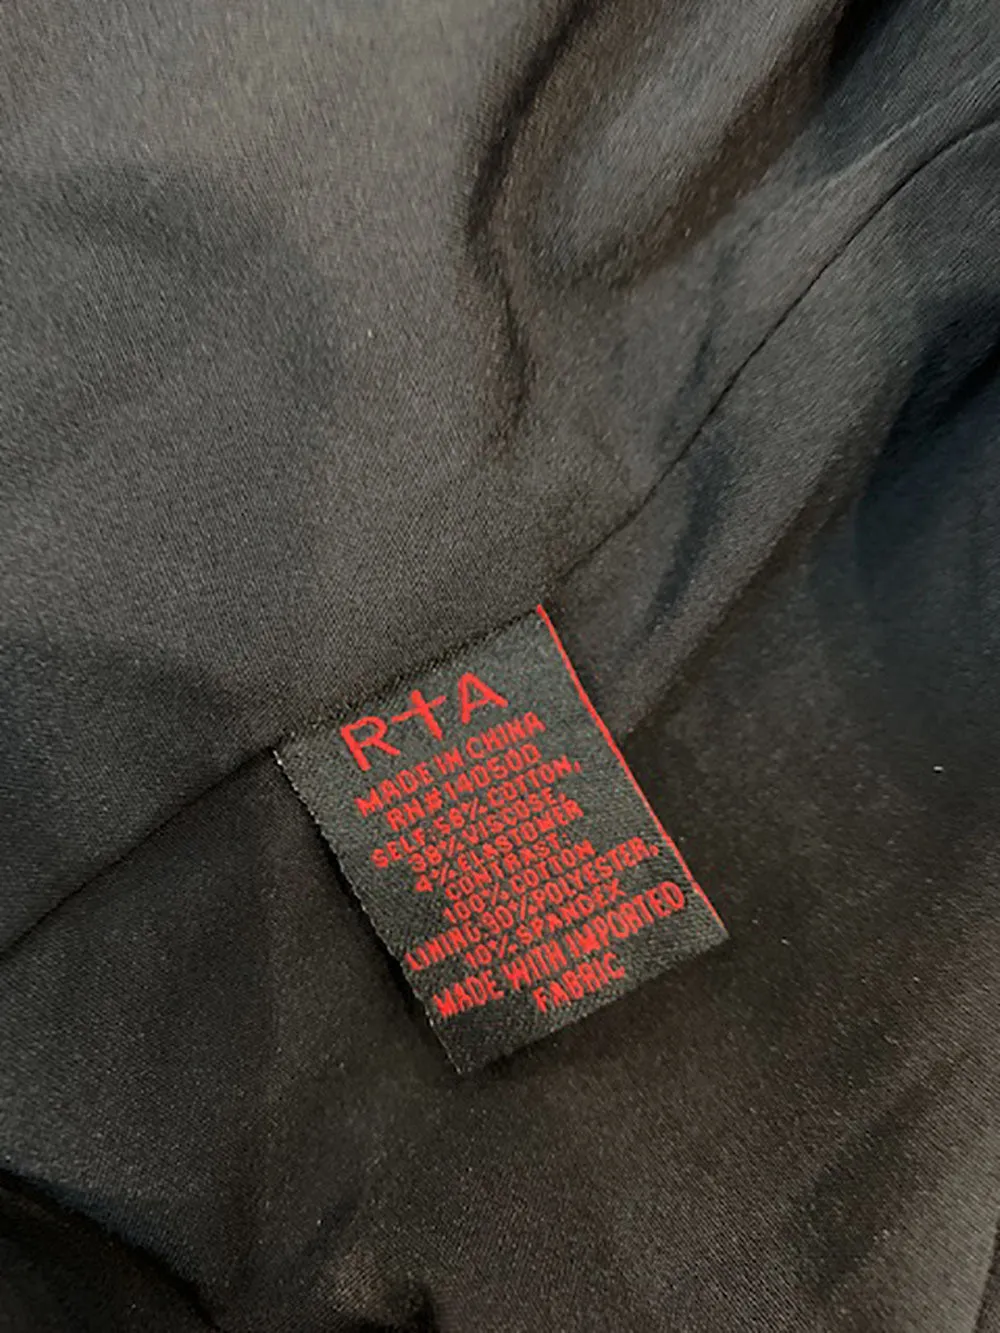 R†A
MADE IN CHINA
RN#140500
SELF:58% COTTON,
38% VISCOSE,
4% ELASTOMER
CONTRAST:
100% COTTON
LINING:90% POLYESTER,
10% SPANDEX
MADE WITH IMPORTED
FABRIC